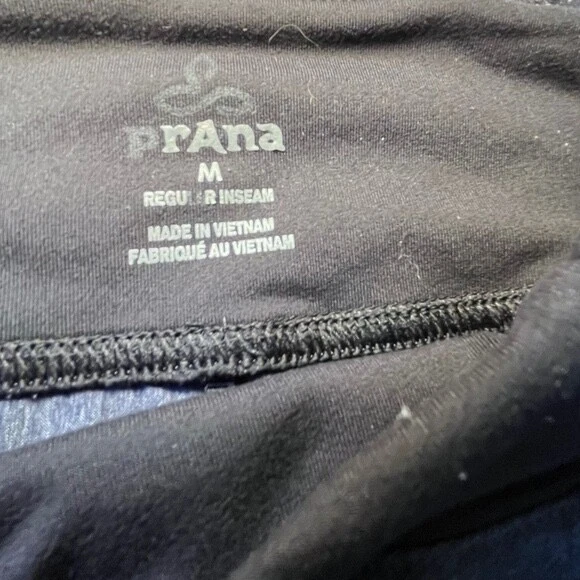 prAna
M
REGULAR INSEAM
MADE IN VIETNAM
FABRIQUÉ AU VIETNAM